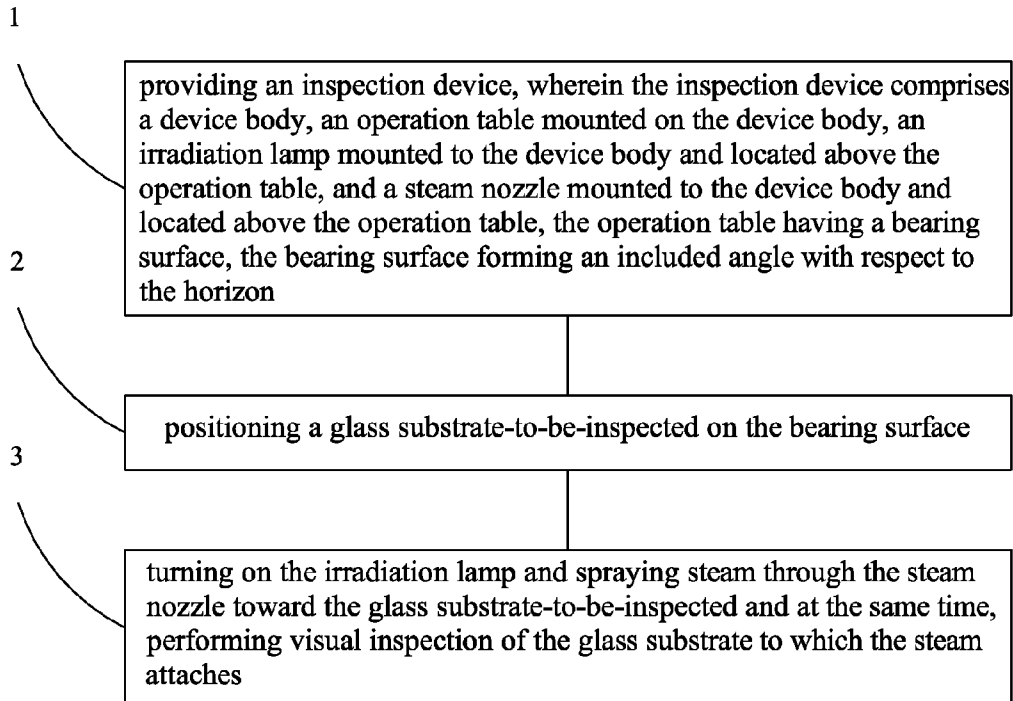 1
providing an inspection device, wherein the inspection device comprises
a device body, an operation table mounted on the device body, an
irradiation lamp mounted to the device body and located above the
operation table, and a steam nozzle mounted to the device body and
located above the operation table, the operation table having a bearing
surface, the bearing surface forming an included angle with respect to
the horizon
2
positioning a glass substrate-to-be-inspected on the bearing surface
3
turning on the irradiation lamp and spraying steam through the steam
nozzle toward the glass substrate-to-be-inspected and at the same time,
performing visual inspection of the glass substrate to which the steam
attaches